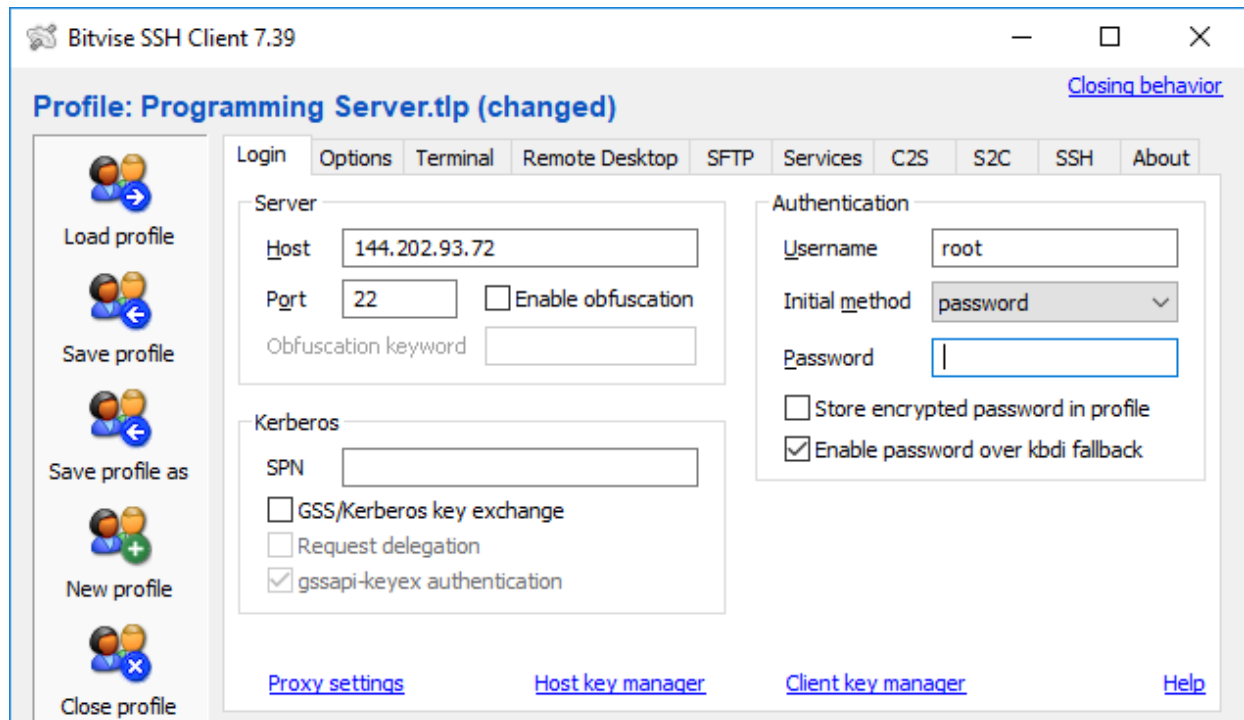 Bitvise SSH Client 7.39
Closing behavior
Profile: Programming Server.tlp (changed)
Load profile
Save profile
Save profile as
New profile
Close profile
Login Options Terminal Remote Desktop SFTP Services C2S S2C SSH About
Server
Host 144.202.93.72
Port 22 Enable obfuscation
Obfuscation keyword
Kerberos
SPN
GSS/Kerberos key exchange
Request delegation
gssapi-keyex authentication
Authentication
Username root
Initial method password
Password
Store encrypted password in profile
Enable password over kbdi fallback
Proxy settings Host key manager Client key manager Help